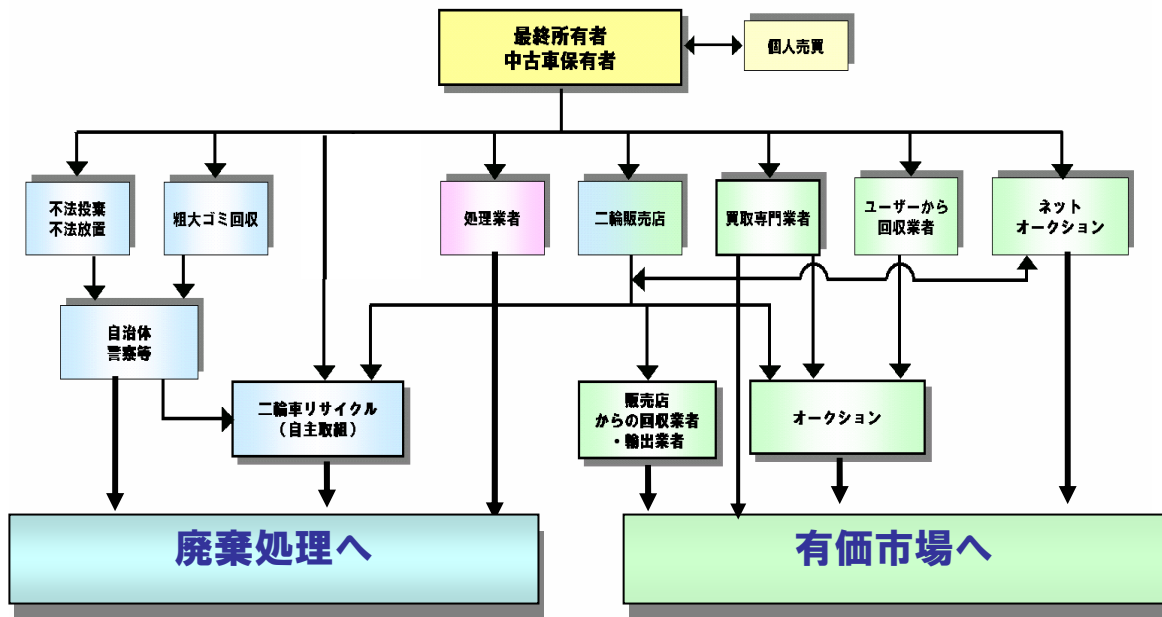 最終所有者
中古車保有者
個人売買
不法投棄
不法放置
粗大ゴミ回収
処理業者
二輪販売店
買取専門業者
ユーザーから
回収業者
ネット
オークション
自治体
警察等
二輪車リサイクル
（自主取組）
販売店
からの回収業者
・輸出業者
オークション
廃棄処理へ
有価市場へ